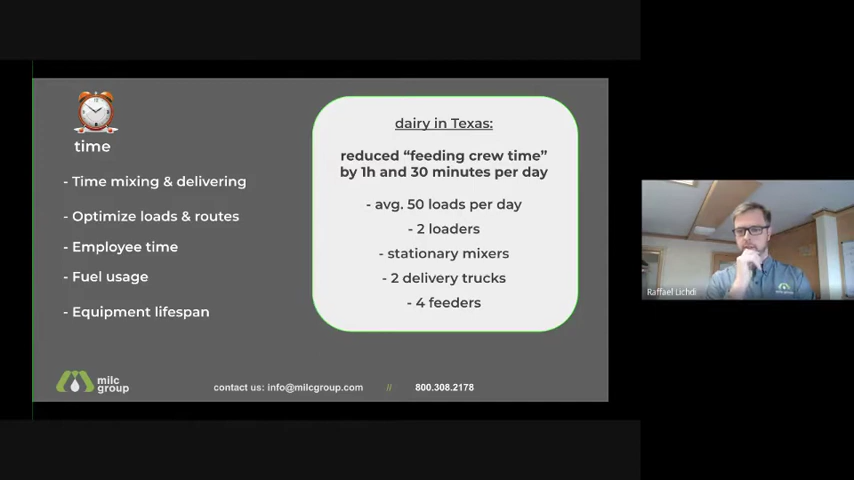 time
- Time mixing & delivering
- Optimize loads & routes
- Employee time
- Fuel usage
- Equipment lifespan
dairy in Texas:
reduced “feeding crew time”
by 1h and 30 minutes per day
- avg. 50 loads per day
- 2 loaders
- stationary mixers
- 2 delivery trucks
- 4 feeders
milc
group
contact us: info@milcgroup.com // 800.308.2178
Raffael Lichdi